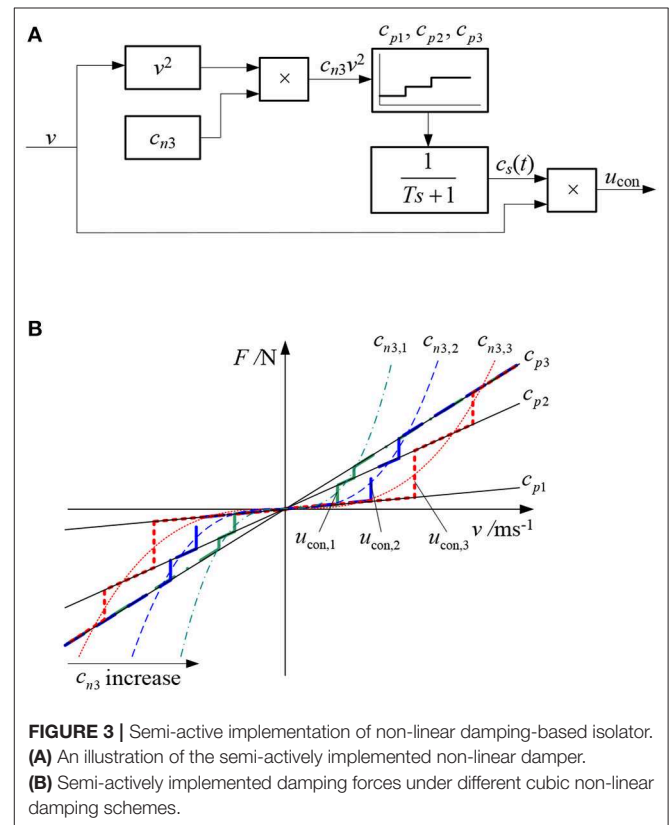 A
c_{p1}, c_{p2}, c_{p3}
v^2
×
c_{n3}v^2
v
c_{n3}
\frac{1}{Ts+1}
c_s(t)
×
u_{con}
B
F /N
c_{n3,1}
c_{n3,2}
c_{n3,3}
c_{p3}
c_{p2}
c_{p1}
u_{con,1}
u_{con,2}
u_{con,3}
v /ms^{-1}
c_{n3} increase
FIGURE 3 | Semi-active implementation of non-linear damping-based isolator.
(A) An illustration of the semi-actively implemented non-linear damper.
(B) Semi-actively implemented damping forces under different cubic non-linear
damping schemes.